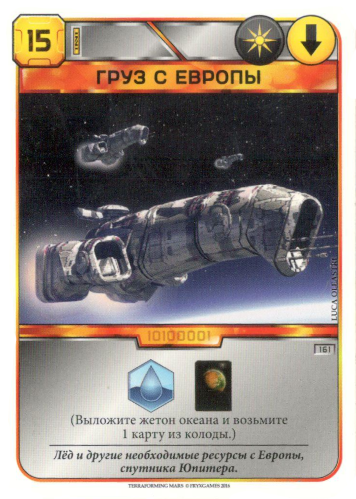 15
ГРУЗ С ЕВРОПЫ
LUCA OLEASTRI
10100001
161
(Выложите жетон океана и возьмите
1 карту из колоды.)
Лёд и другие необходимые ресурсы с Европы,
спутника Юпитера.
TERRAFORMING MARS © FRYXGAMES 2016